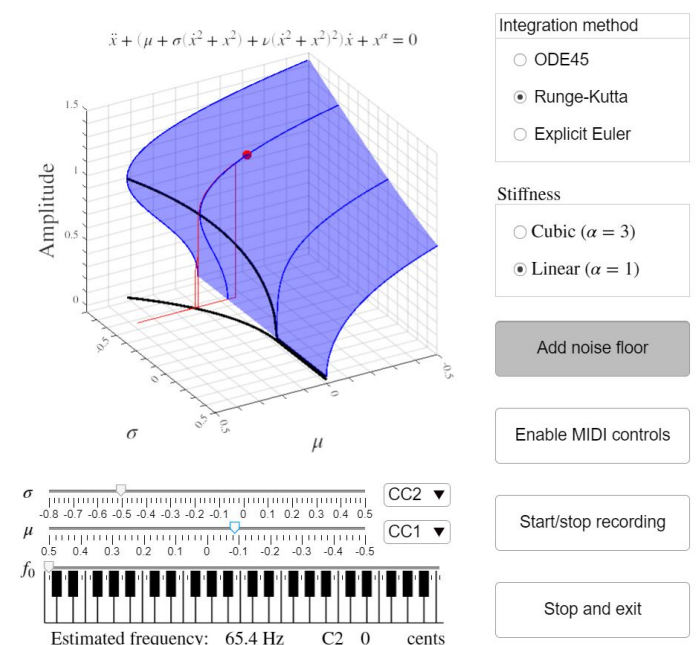 ẍ + (μ + σ(ẋ² + x²) + ν(ẋ² + x²)²)ẋ + xᵅ = 0
Amplitude
1.5
1
0.5
0
-0.5
0
0.5
σ
0.5
0
-0.5
μ
σ
-0.8 -0.7 -0.6 -0.5 -0.4 -0.3 -0.2 -0.1 0 0.1 0.2 0.3 0.4 0.5
CC2 ▼
μ
0.5 0.4 0.3 0.2 0.1 0 -0.1 -0.2 -0.3 -0.4 -0.5
CC1 ▼
f₀
Estimated frequency: 65.4 Hz C2 0 cents
Integration method
ODE45
Runge-Kutta
Explicit Euler
Stiffness
Cubic (α = 3)
Linear (α = 1)
Add noise floor
Enable MIDI controls
Start/stop recording
Stop and exit